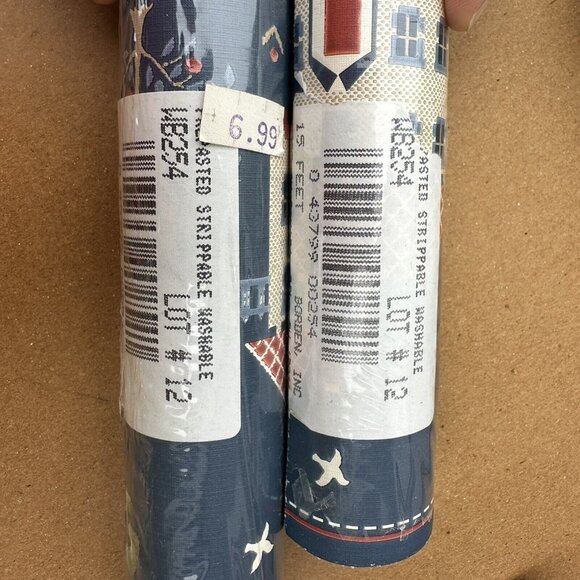 6.99
STRIPPABLE WASHABLE
WB254
LOT # 12
STRIPPABLE WASHABLE
WB254
LOT # 12
0 43799 00254
15 FEET
BORDEN, INC